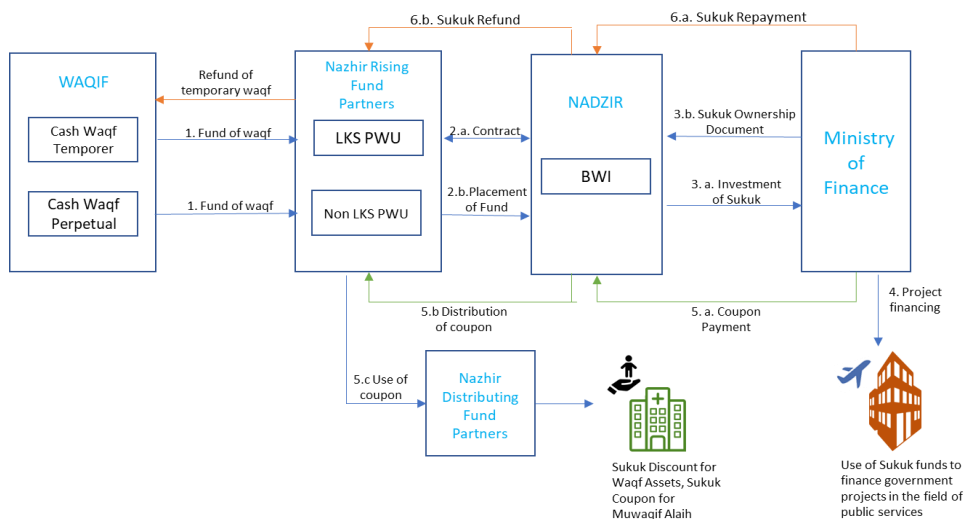 6.b. Sukuk Refund
6.a. Sukuk Repayment
WAQIF
Cash Waqf
Temporer
Cash Waqf
Perpetual
Refund of
temporary waqf
1. Fund of waqf
1. Fund of waqf
Nazhir Rising
Fund
Partners
LKS PWU
Non LKS PWU
2.a. Contract
2.b.Placement
of Fund
NADZIR
BWI
3.b. Sukuk Ownership
Document
3. a. Investment
of Sukuk
Ministry
of
Finance
5.b Distribution
of coupon
5. a. Coupon
Payment
4. Project
financing
5.c Use of
coupon
Nazhir
Distributing
Fund
Partners
Sukuk Discount for
Waqf Assets, Sukuk
Coupon for
Muwaqif Alaih
Use of Sukuk funds to
finance government
projects in the field of
public services